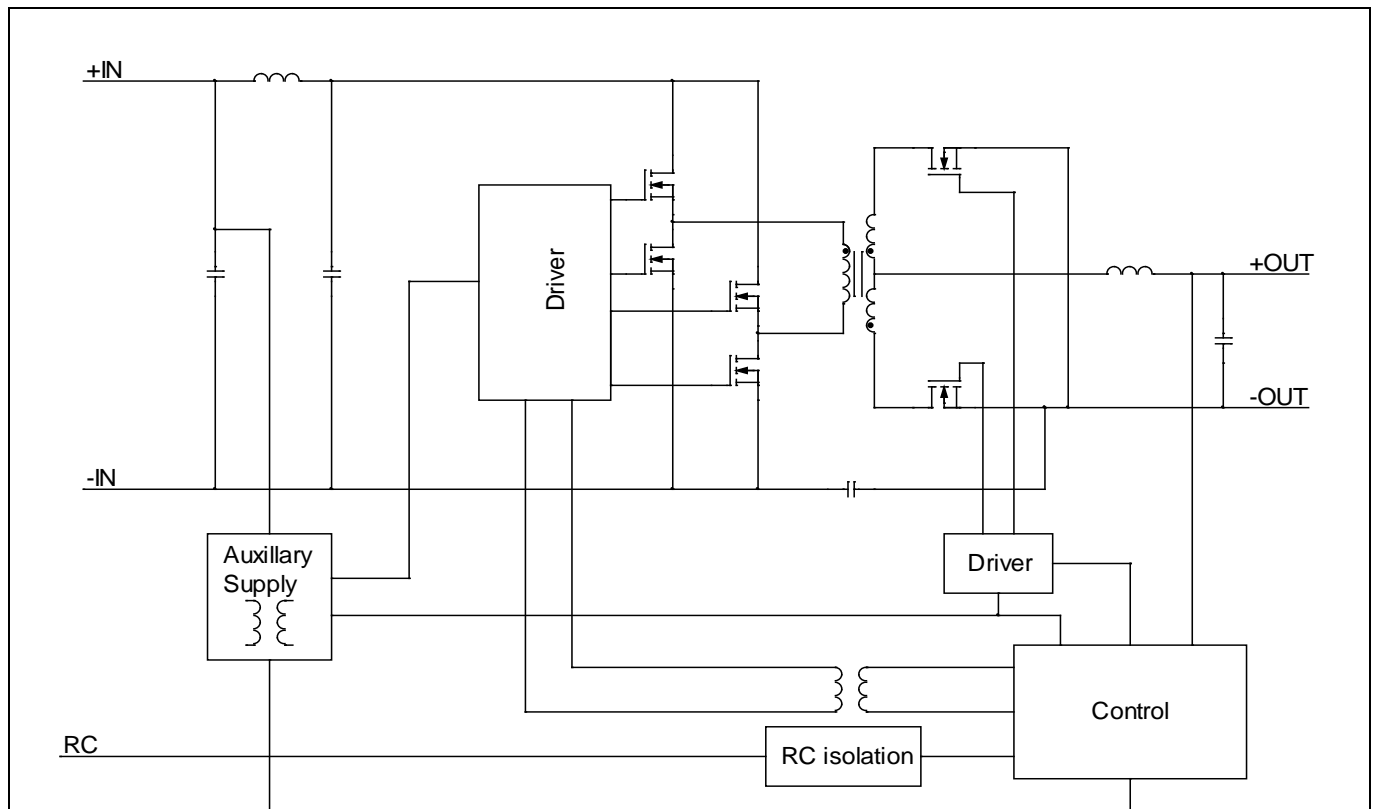 +IN
Driver
+OUT
-OUT
-IN
Auxillary
Supply
Driver
Control
RC
RC isolation